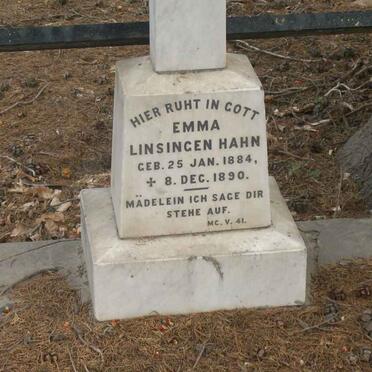 HIER RUHT IN GOTT
EMMA
LINSINGEN HAHN
GEB. 25 JAN. 1884,
+ 8. DEC. 1890.
MÄDELEIN ICH SAGE DIR
STEHE AUF.
MC. V. 41.